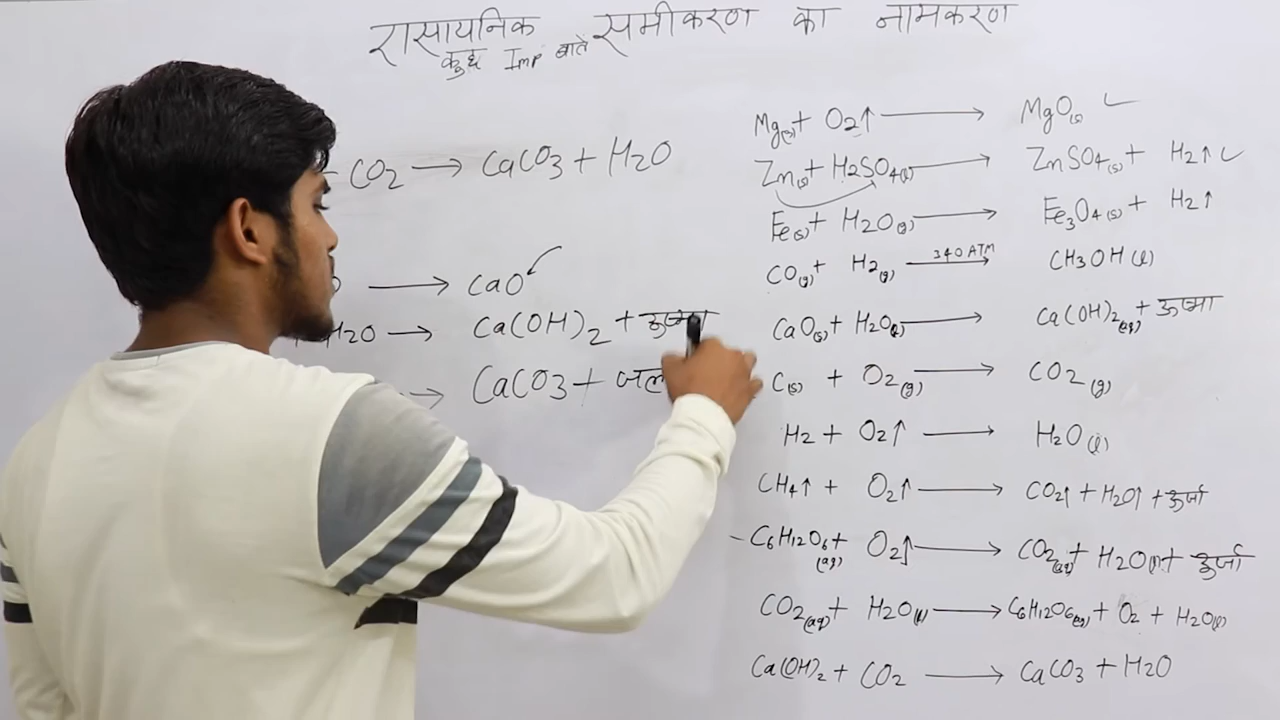 रासायनिक समीकरण का नामकरण
कुछ Imp बाते
CO2 → CaCO3 + H2O
→ CaO
H2O → Ca(OH)2 + ऊष्मा
→ CaCO3 + जल
Mg(s) + O2↑ → MgO(s) ✓
Zn(s) + H2SO4(l) → ZnSO4(s) + H2↑ ✓
Fe(s) + H2O(g) → Fe3O4(s) + H2↑
CO(g) + H2(g) 340 ATM → CH3OH(l)
CaO(s) + H2O(l) → Ca(OH)2(aq) + ऊष्मा
C(s) + O2(g) → CO2(g)
H2 + O2↑ → H2O(l)
CH4↑ + O2↑ → CO2↑ + H2O↑ + ऊर्जा
C6H12O6(aq) + O2↑ → CO2(aq) + H2O(l) + ऊर्जा
CO2(aq) + H2O(l) → C6H12O6(aq) + O2 + H2O(l)
Ca(OH)2 + CO2 → CaCO3 + H2O